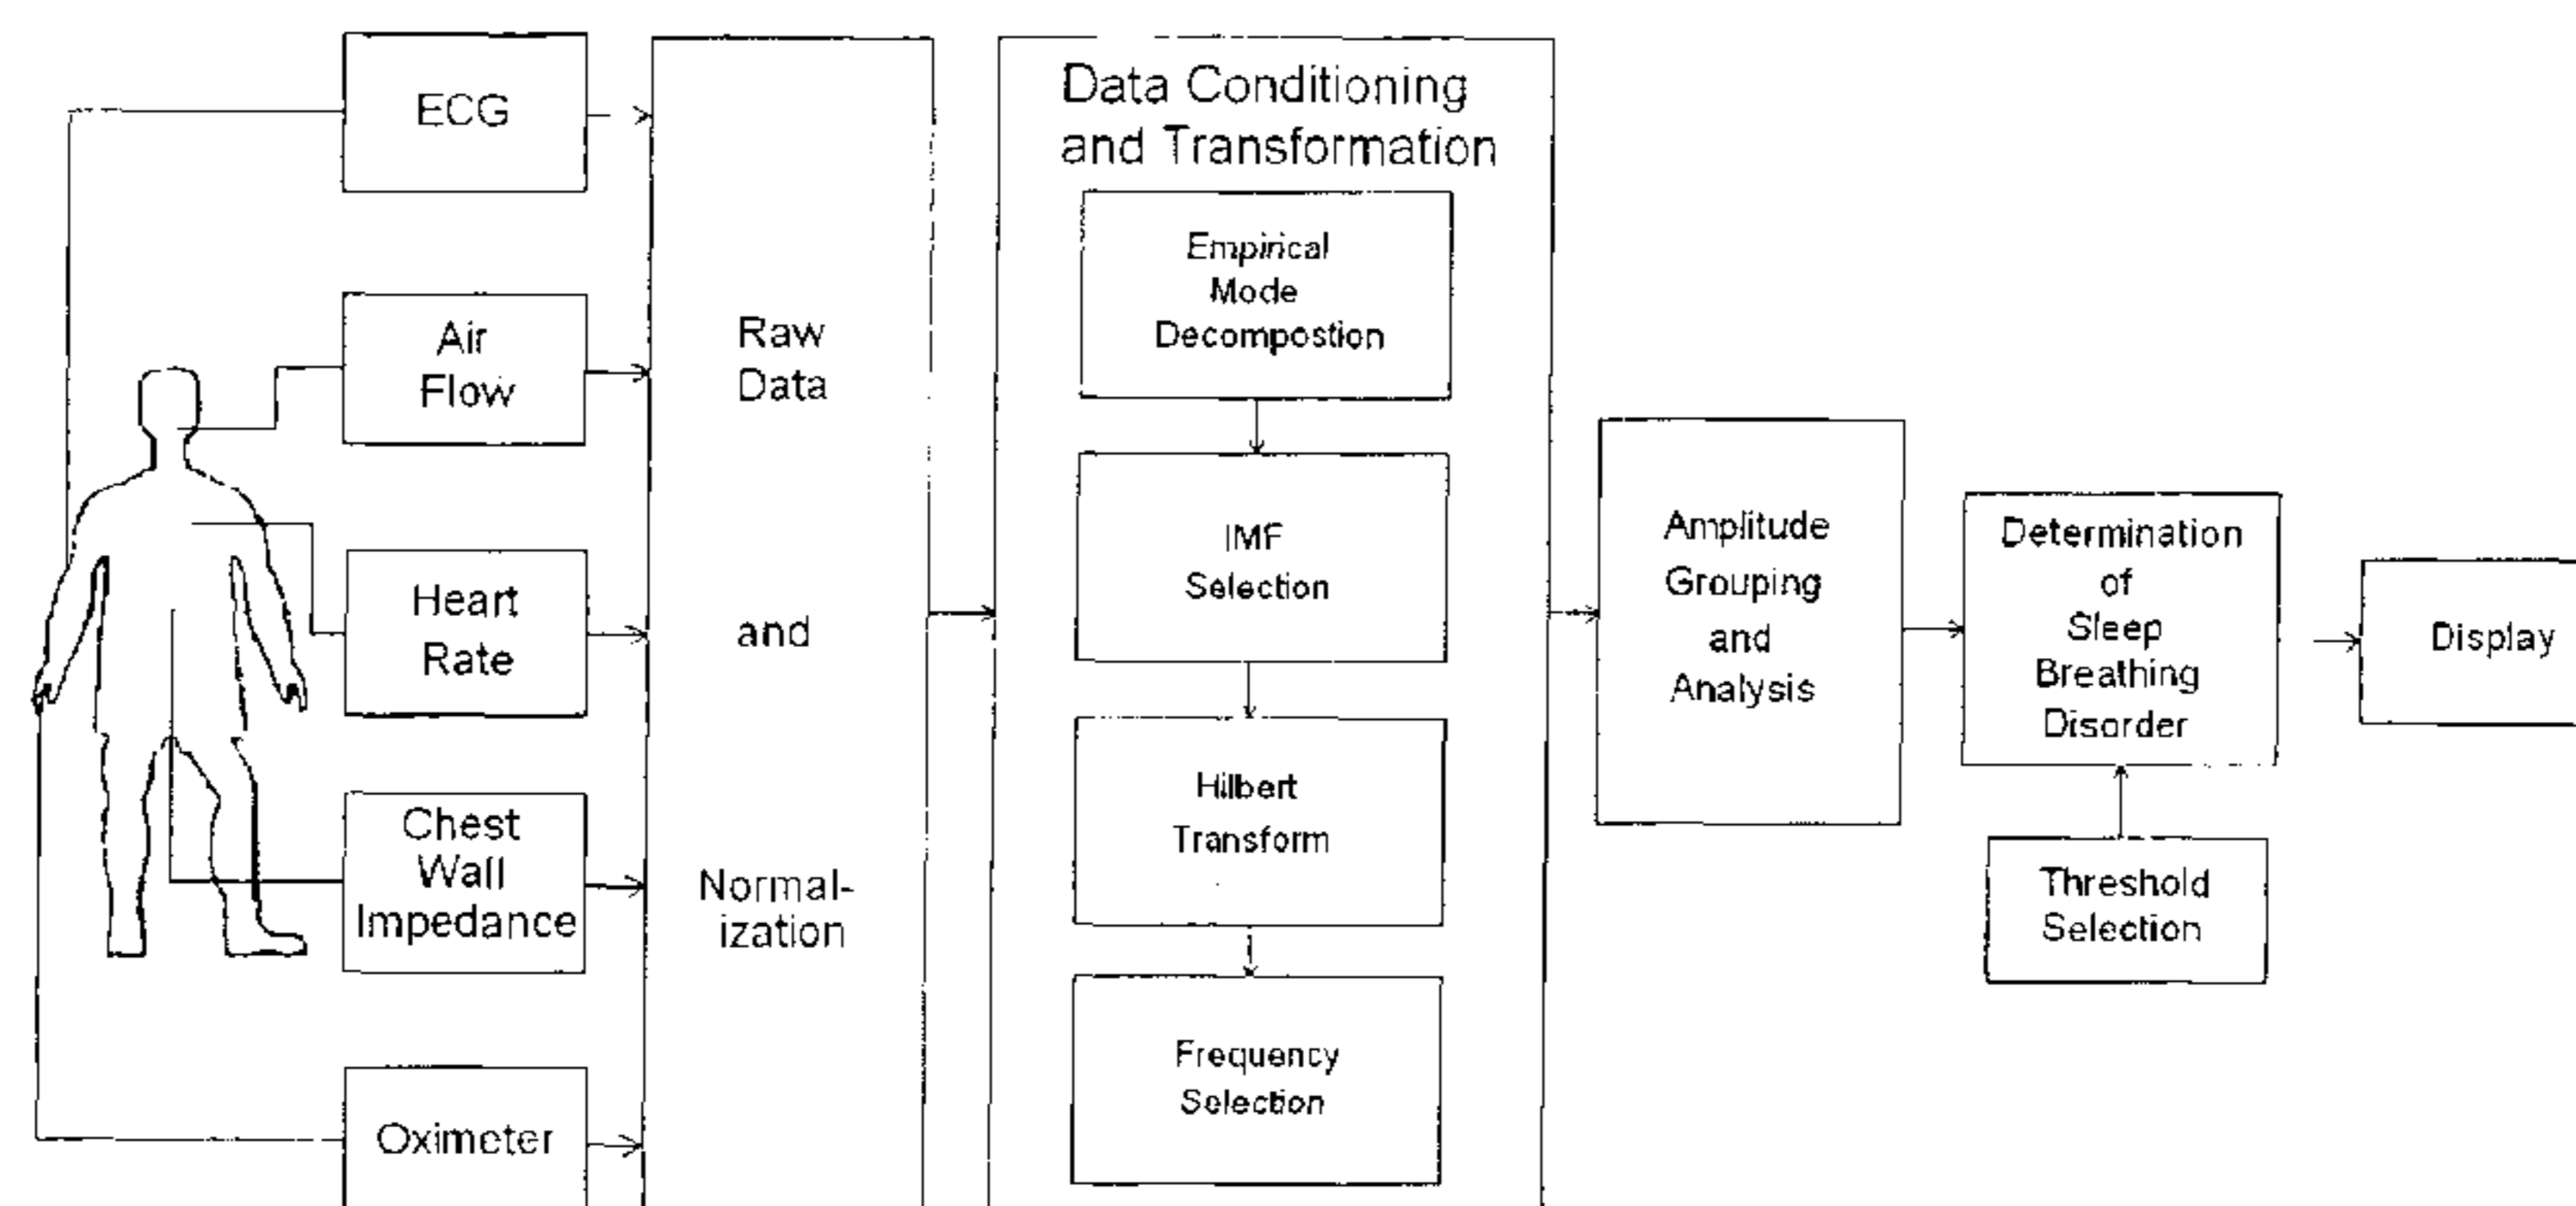 ECG
Air
Flow
Heart
Rate
Chest
Wall
Impedance
Oximeter
Raw
Data
and
Normal-
ization
Data Conditioning
and Transformation
Empirical
Mode
Decompostion
IMF
Selection
Hilbert
Transform
Frequency
Selection
Amplitude
Grouping
and
Analysis
Determination
of
Sleep
Breathing
Disorder
Threshold
Selection
Display